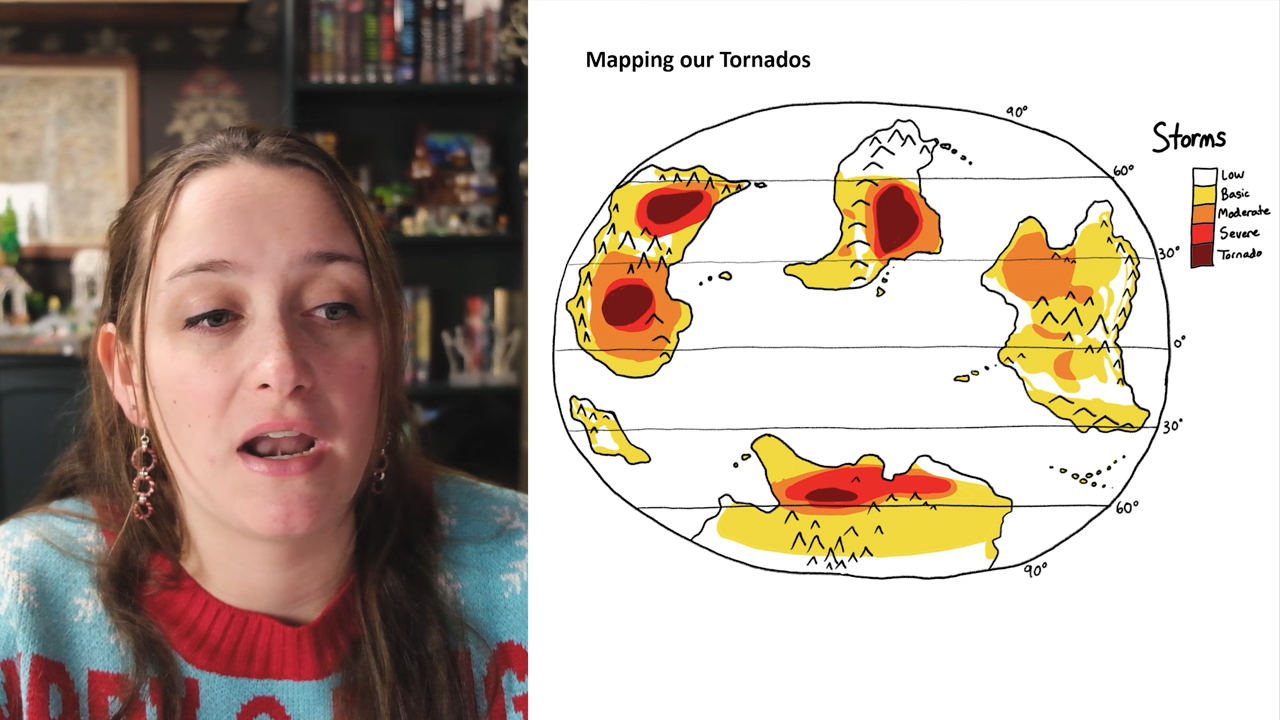 Mapping our Tornados
90°
Storms
60°
Low
Basic
Moderate
Severe
Tornado
30°
0°
30°
60°
90°